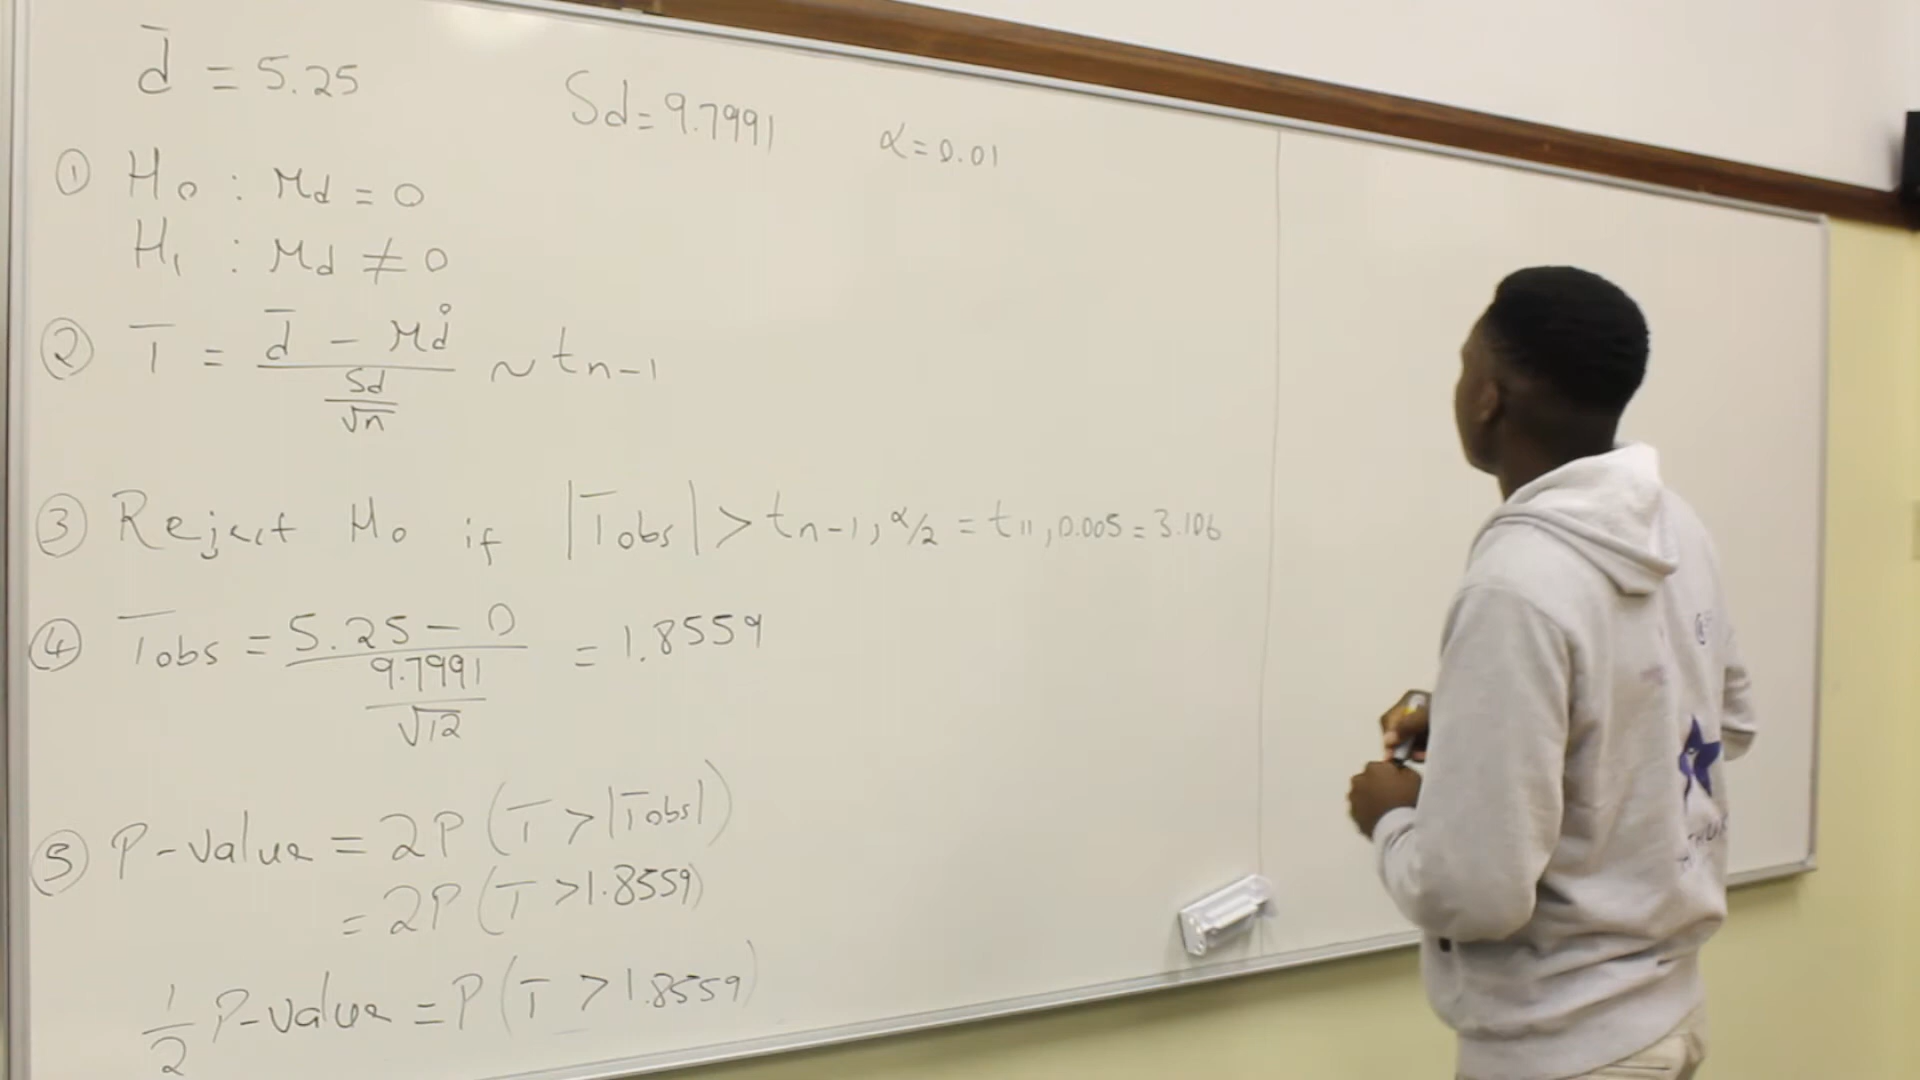 d̄ = 5.25
Sd = 9.7991
α = 0.01
① H₀ : μd = 0
H₁ : μd ≠ 0
② T = (d̄ − μd°) / (Sd/√n) ~ tn−1
③ Reject H₀ if |Tobs| > tn−1, α/2 = t11, 0.005 = 3.106
④ Tobs = (5.25 − 0) / (9.7991/√12) = 1.8559
⑤ P-value = 2P(T > |Tobs|)
= 2P(T > 1.8559)
1/2 P-value = P(T > 1.8559)